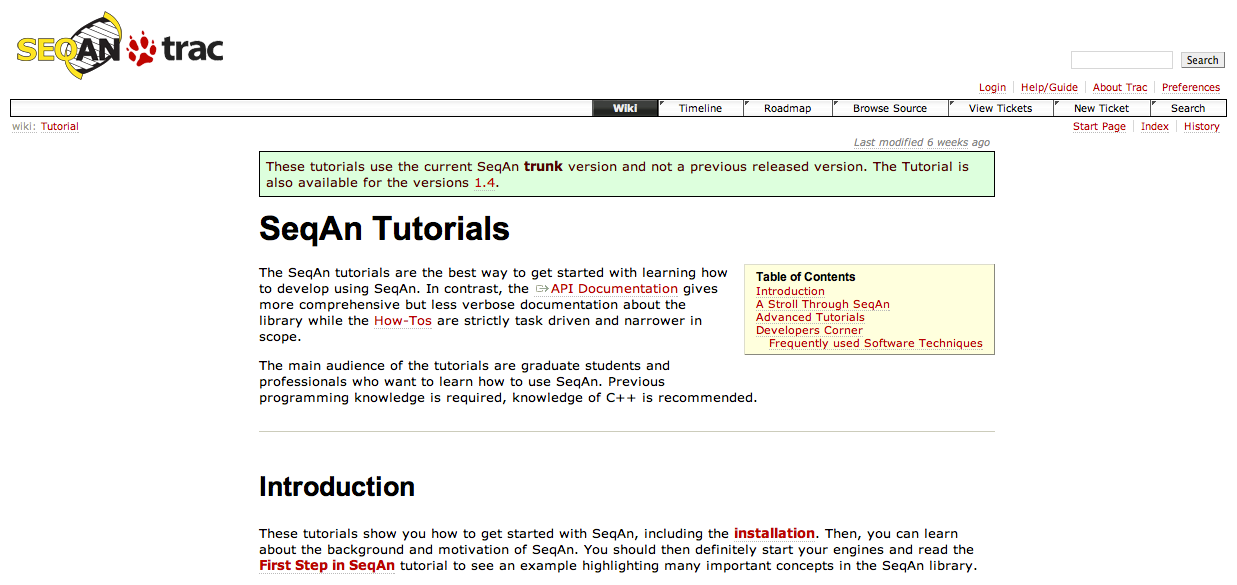 SEQAN trac
Search
Login Help/Guide About Trac Preferences
Wiki Timeline Roadmap Browse Source View Tickets New Ticket Search
wiki: Tutorial
Start Page Index History
Last modified 6 weeks ago
These tutorials use the current SeqAn trunk version and not a previous released version. The Tutorial is
also available for the versions 1.4.
SeqAn Tutorials
The SeqAn tutorials are the best way to get started with learning how
to develop using SeqAn. In contrast, the API Documentation gives
more comprehensive but less verbose documentation about the
library while the How-Tos are strictly task driven and narrower in
scope.
Table of Contents
Introduction
A Stroll Through SeqAn
Advanced Tutorials
Developers Corner
Frequently used Software Techniques
The main audience of the tutorials are graduate students and
professionals who want to learn how to use SeqAn. Previous
programming knowledge is required, knowledge of C++ is recommended.
Introduction
These tutorials show you how to get started with SeqAn, including the installation. Then, you can learn
about the background and motivation of SeqAn. You should then definitely start your engines and read the
First Step in SeqAn tutorial to see an example highlighting many important concepts in the SeqAn library.